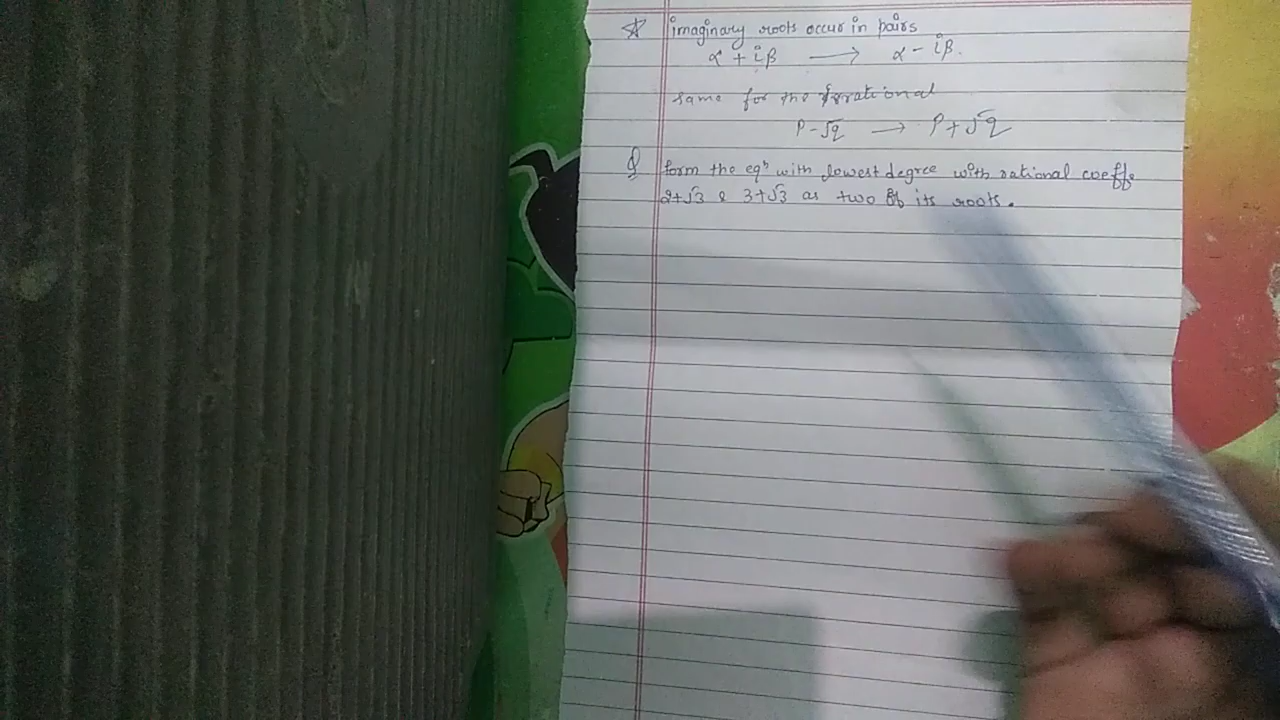 ☆ imaginary roots occur in pairs
α + iβ → α - iβ.
same for the irrational
P-√q → P+√q
Q form the eqⁿ with lowest degree with rational coeff.
2+√3 & 3+√3 as two of its roots.